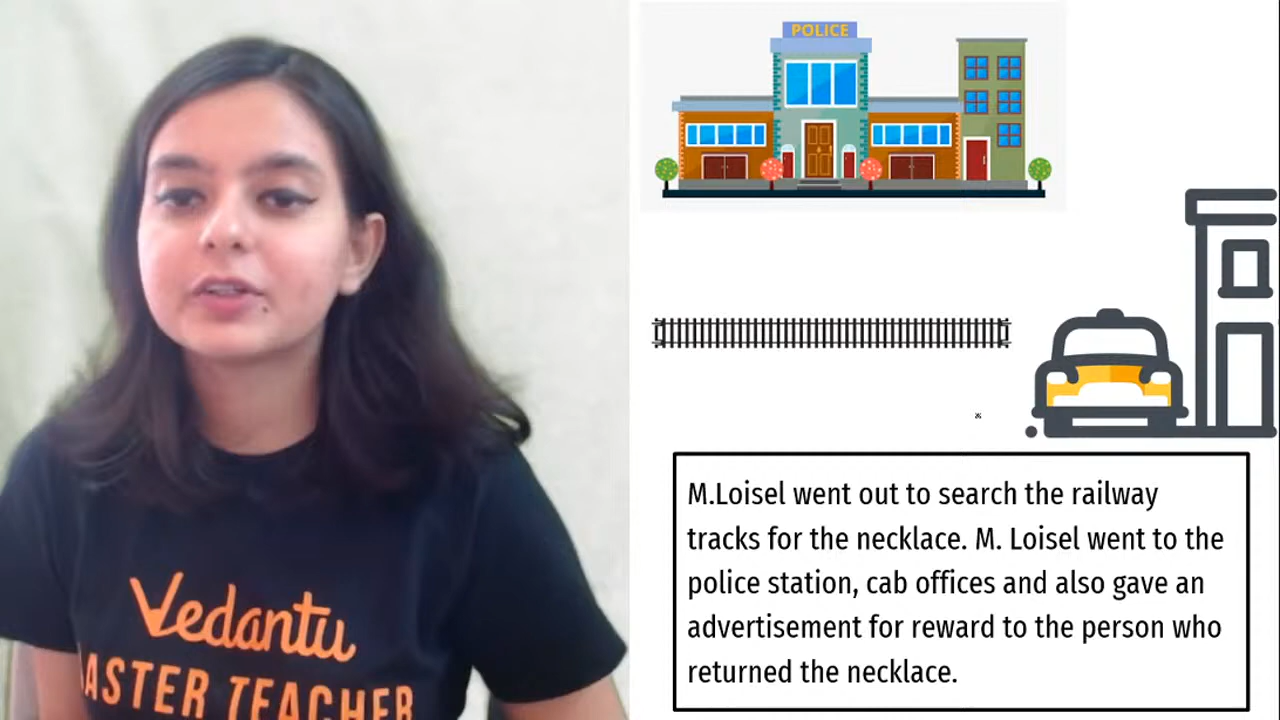 POLICE
Vedantu
MASTER TEACHER
M.Loisel went out to search the railway
tracks for the necklace. M. Loisel went to the
police station, cab offices and also gave an
advertisement for reward to the person who
returned the necklace.